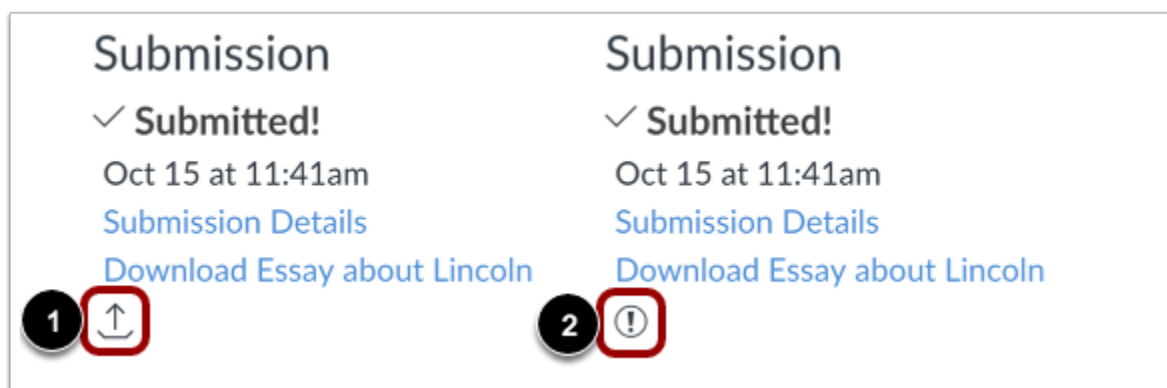 Submission
✓ Submitted!
Oct 15 at 11:41am
Submission Details
Download Essay about Lincoln
1
Submission
✓ Submitted!
Oct 15 at 11:41am
Submission Details
Download Essay about Lincoln
2